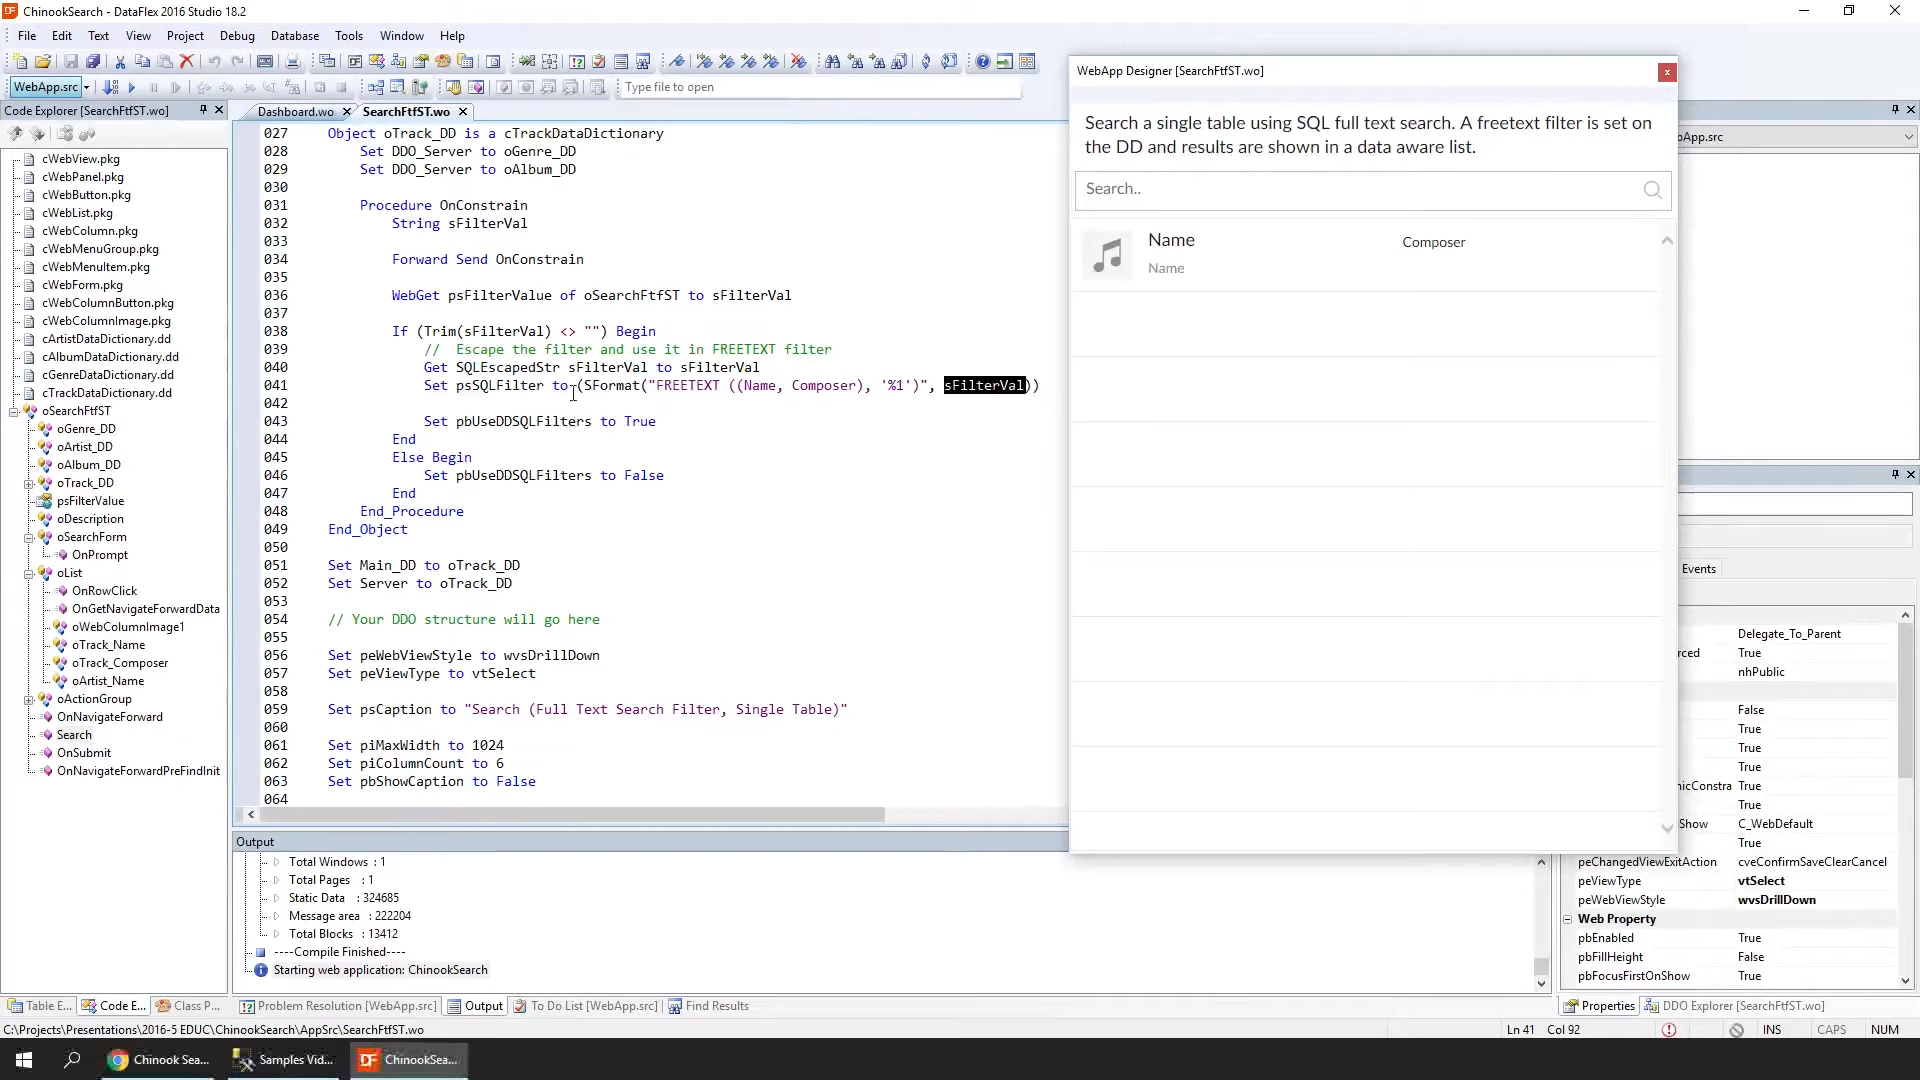 ChinookSearch - DataFlex 2016 Studio 18.2
File Edit Text View Project Debug Database Tools Window Help
WebApp.src
Type file to open
Code Explorer [SearchFtfST.wo]
cWebView.pkg
cWebPanel.pkg
cWebButton.pkg
cWebList.pkg
cWebColumn.pkg
cWebMenuGroup.pkg
cWebMenuItem.pkg
cWebForm.pkg
cWebColumnButton.pkg
cWebColumnImage.pkg
cArtistDataDictionary.dd
cAlbumDataDictionary.dd
cGenreDataDictionary.dd
cTrackDataDictionary.dd
oSearchFtfST
oGenre_DD
oArtist_DD
oAlbum_DD
oTrack_DD
psFilterValue
oDescription
oSearchForm
OnPrompt
oList
OnRowClick
OnGetNavigateForwardData
oWebColumnImage1
oTrack_Name
oTrack_Composer
oArtist_Name
oActionGroup
OnNavigateForward
Search
OnSubmit
OnNavigateForwardPreFindInit
Table E... Code E... Class P...
Dashboard.wo SearchFtfST.wo
027 Object oTrack_DD is a cTrackDataDictionary
028 Set DDO_Server to oGenre_DD
029 Set DDO_Server to oAlbum_DD
030
031 Procedure OnConstrain
032 String sFilterVal
033
034 Forward Send OnConstrain
035
036 WebGet psFilterValue of oSearchFtfST to sFilterVal
037
038 If (Trim(sFilterVal) <> "") Begin
039 // Escape the filter and use it in FREETEXT filter
040 Get SQLEscapedStr sFilterVal to sFilterVal
041 Set psSQLFilter to (SFormat("FREETEXT ((Name, Composer), '%1')", sFilterVal))
042
043 Set pbUseDDSQLFilters to True
044 End
045 Else Begin
046 Set pbUseDDSQLFilters to False
047 End
048 End_Procedure
049 End_Object
050
051 Set Main_DD to oTrack_DD
052 Set Server to oTrack_DD
053
054 // Your DDO structure will go here
055
056 Set peWebViewStyle to wvsDrillDown
057 Set peViewType to vtSelect
058
059 Set psCaption to "Search (Full Text Search Filter, Single Table)"
060
061 Set piMaxWidth to 1024
062 Set piColumnCount to 6
063 Set pbShowCaption to False
064
Output
Total Windows : 1
Total Pages : 1
Static Data : 324685
Message area : 222204
Total Blocks : 13412
----Compile Finished----
Starting web application: ChinookSearch
Problem Resolution [WebApp.src] Output To Do List [WebApp.src] Find Results
WebApp Designer [SearchFtfST.wo]
Search a single table using SQL full text search. A freetext filter is set on
the DD and results are shown in a data aware list.
Search..
Name Composer
Name
pApp.src
Events
Delegate_To_Parent
rced True
nhPublic
False
True
True
True
nicConstra True
True
Show C_WebDefault
True
peChangedViewExitAction cveConfirmSaveClearCancel
peViewType vtSelect
peWebViewStyle wvsDrillDown
Web Property
pbEnabled True
pbFillHeight False
pbFocusFirstOnShow True
Properties DDO Explorer [SearchFtfST.wo]
C:\Projects\Presentations\2016-5 EDUC\ChinookSearch\AppSrc\SearchFtfST.wo
Ln 41 Col 92 INS CAPS NUM
Chinook Sea... Samples Vid... ChinookSea...